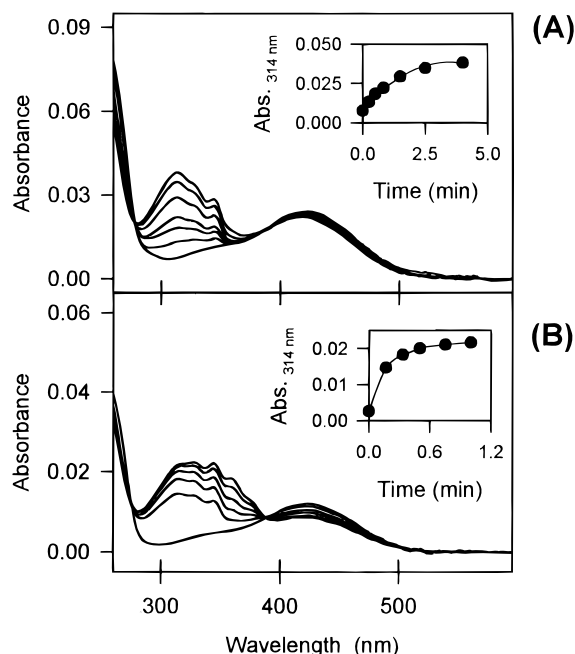 (A)
0.09
0.06
0.03
0.00
Absorbance
0.050
0.025
0.000
Abs. 314 nm
0.0 2.5 5.0
Time (min)
(B)
0.06
0.04
0.02
0.00
Absorbance
0.02
0.01
0.00
Abs. 314 nm
0.0 0.6 1.2
Time (min)
300 400 500
Wavelength (nm)